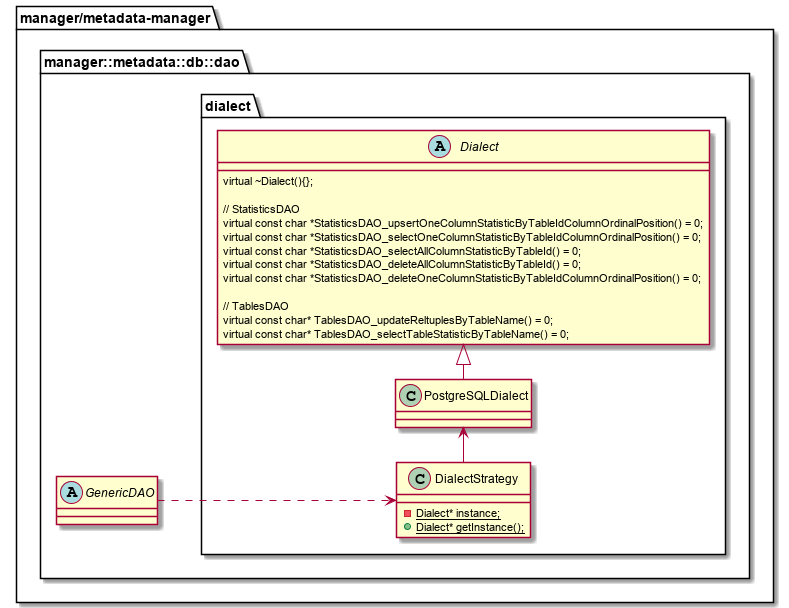 manager/metadata-manager
manager::metadata::db::dao
dialect
A Dialect
virtual ~Dialect(){};
// StatisticsDAO
virtual const char *StatisticsDAO_upsertOneColumnStatisticByTableIdColumnOrdinalPosition() = 0;
virtual const char *StatisticsDAO_selectOneColumnStatisticByTableIdColumnOrdinalPosition() = 0;
virtual const char *StatisticsDAO_selectAllColumnStatisticByTableId() = 0;
virtual const char *StatisticsDAO_deleteAllColumnStatisticByTableId() = 0;
virtual const char *StatisticsDAO_deleteOneColumnStatisticByTableIdColumnOrdinalPosition() = 0;
// TablesDAO
virtual const char* TablesDAO_updateReltuplesByTableName() = 0;
virtual const char* TablesDAO_selectTableStatisticByTableName() = 0;
C PostgreSQLDialect
C DialectStrategy
Dialect* instance;
Dialect* getInstance();
A GenericDAO